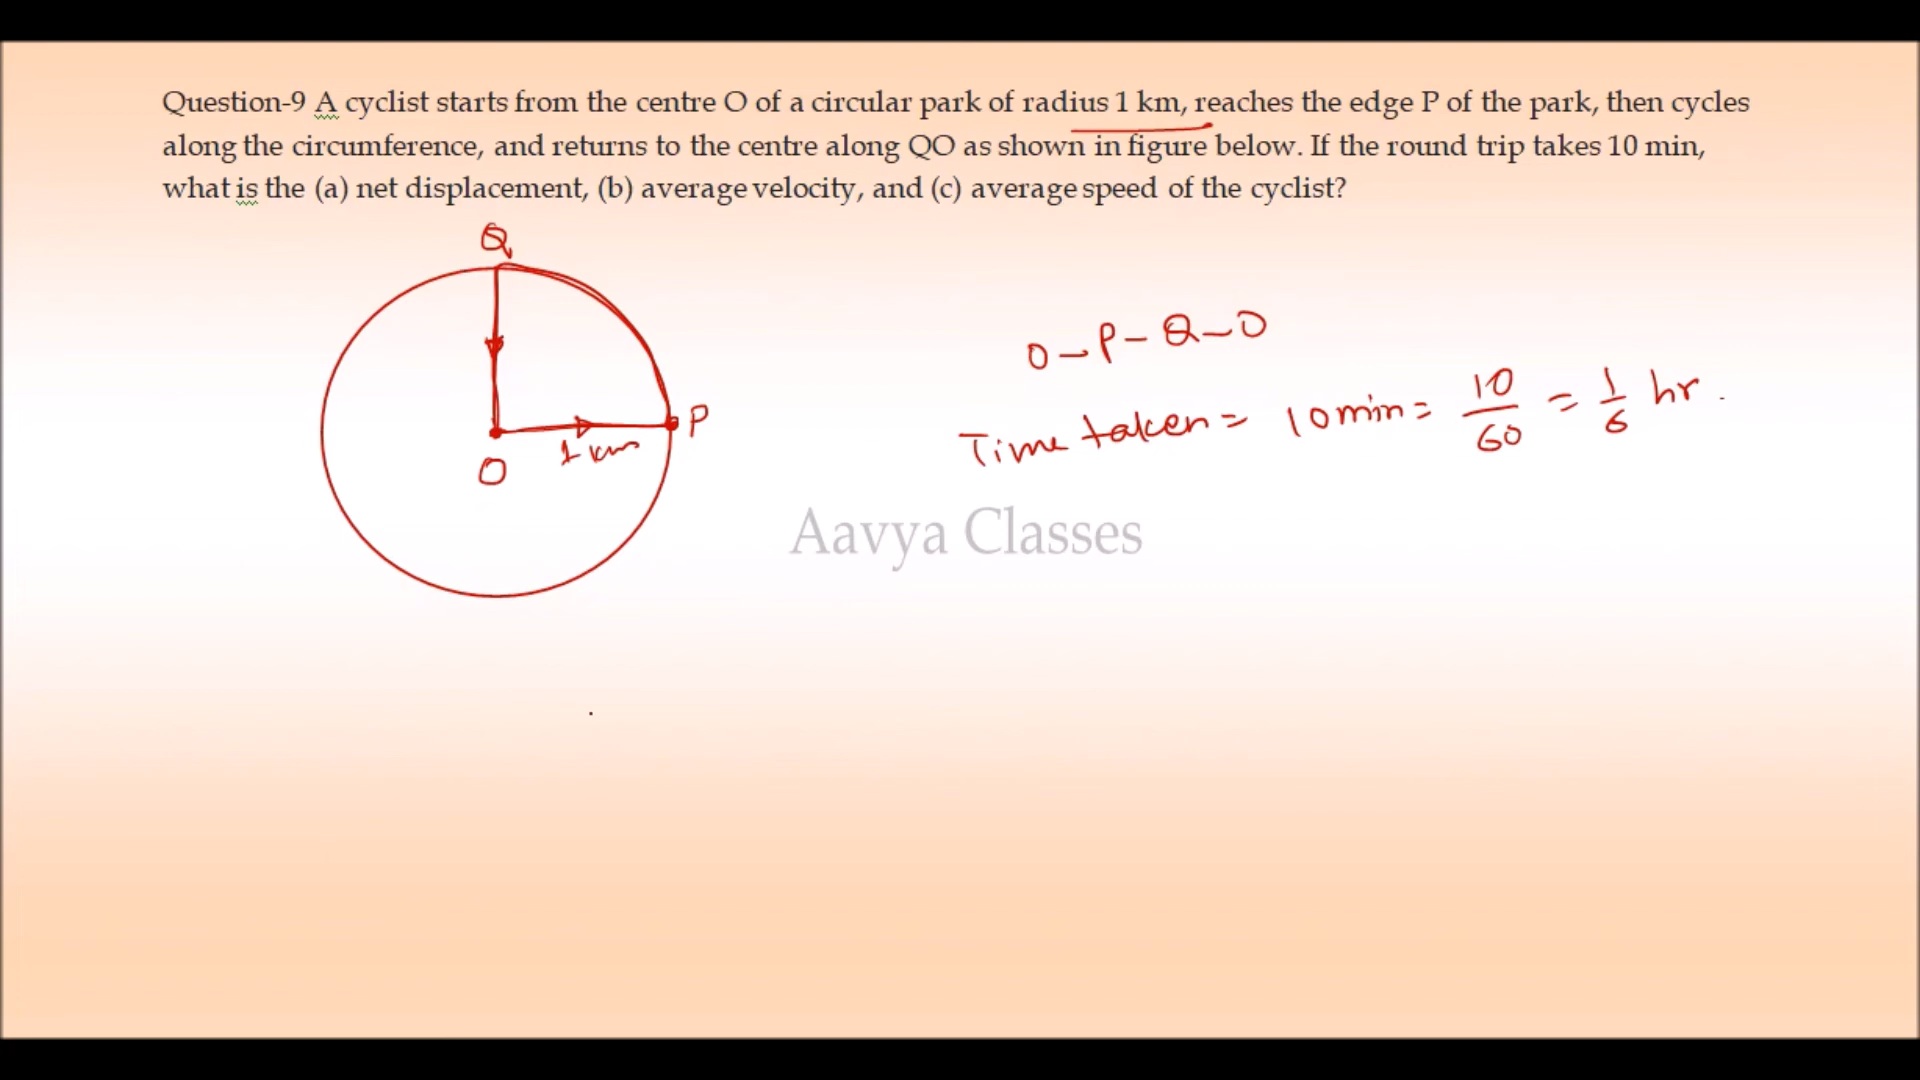 Question-9 A cyclist starts from the centre O of a circular park of radius 1 km, reaches the edge P of the park, then cycles
along the circumference, and returns to the centre along QO as shown in figure below. If the round trip takes 10 min,
what is the (a) net displacement, (b) average velocity, and (c) average speed of the cyclist?
Q
O-P-Q-O
Time taken = 10 min = 10/60 = 1/6 hr.
P
1 km
O
Aavya Classes